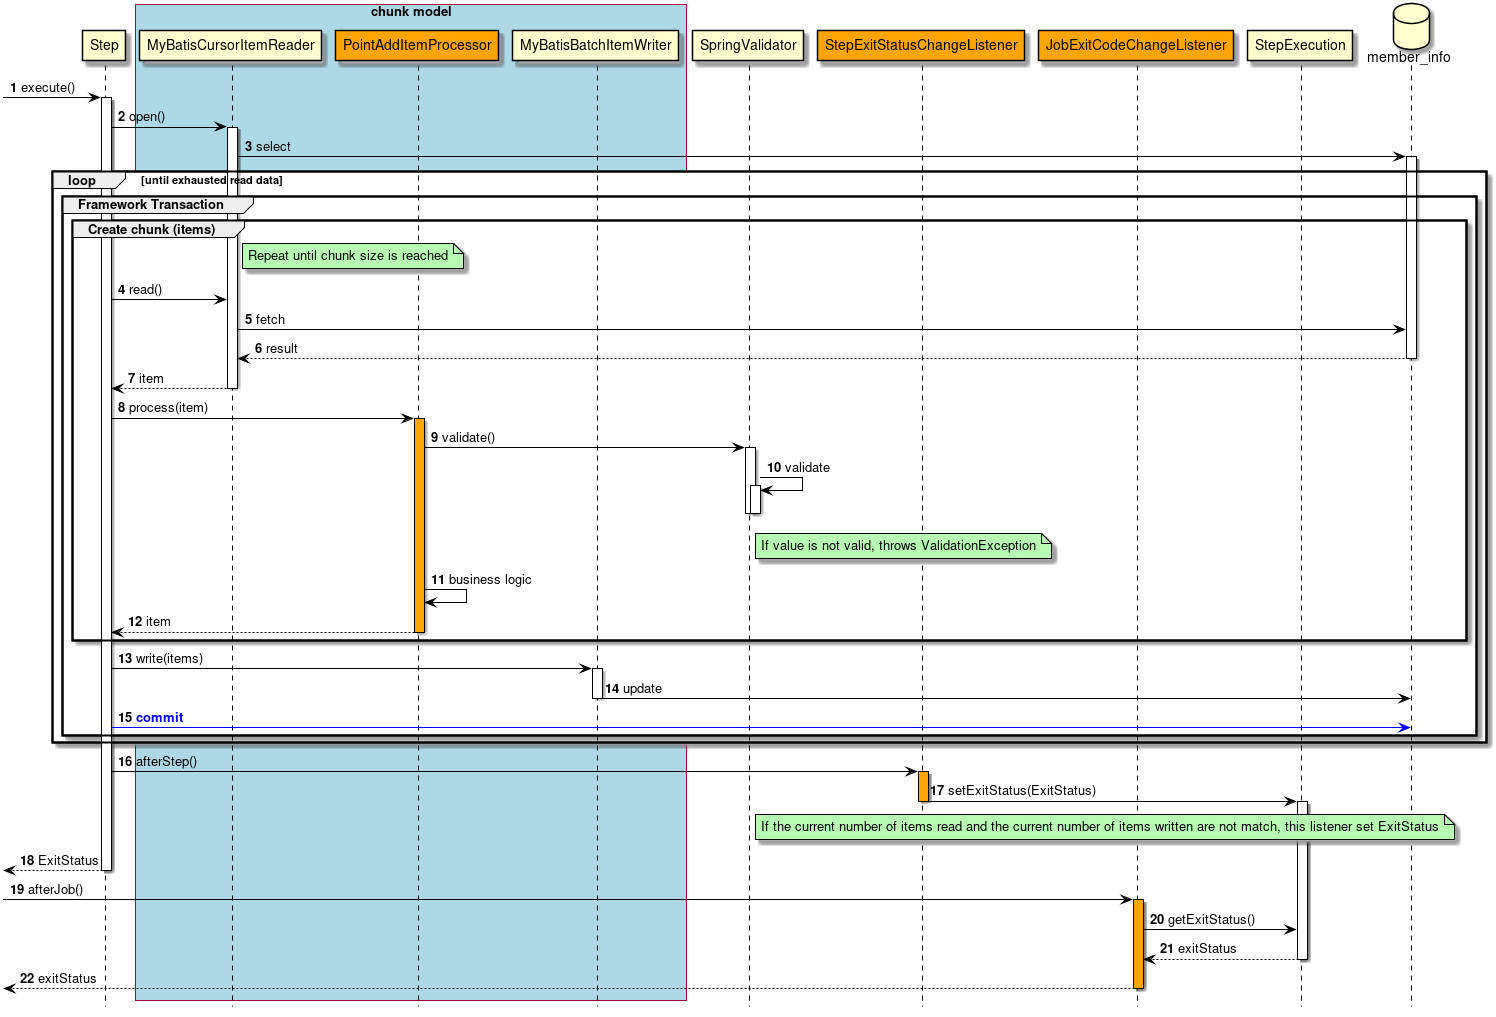 chunk model
Step
MyBatisCursorItemReader
PointAddItemProcessor
MyBatisBatchItemWriter
SpringValidator
StepExitStatusChangeListener
JobExitCodeChangeListener
StepExecution
member_info
1 execute()
2 open()
3 select
loop [until exhausted read data]
Framework Transaction
Create chunk (items)
Repeat until chunk size is reached
4 read()
5 fetch
6 result
7 item
8 process(item)
9 validate()
10 validate
If value is not valid, throws ValidationException
11 business logic
12 item
13 write(items)
14 update
15 commit
16 afterStep()
17 setExitStatus(ExitStatus)
If the current number of items read and the current number of items written are not match, this listener set ExitStatus
18 ExitStatus
19 afterJob()
20 getExitStatus()
21 exitStatus
22 exitStatus